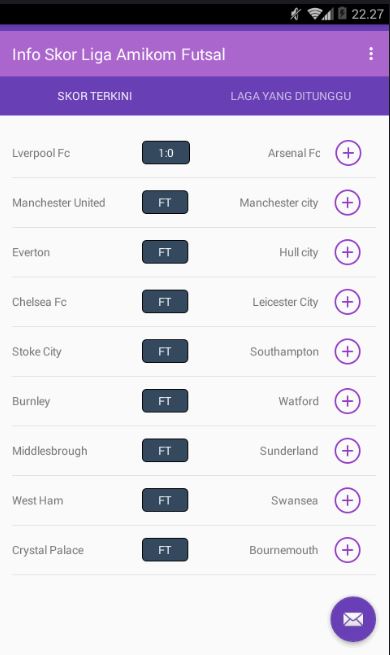 22.27
Info Skor Liga Amikom Futsal
SKOR TERKINI LAGA YANG DITUNGGU
Lverpool Fc 1:0 Arsenal Fc
Manchester United FT Manchester city
Everton FT Hull city
Chelsea Fc FT Leicester City
Stoke City FT Southampton
Burnley FT Watford
Middlesbrough FT Sunderland
West Ham FT Swansea
Crystal Palace FT Bournemouth